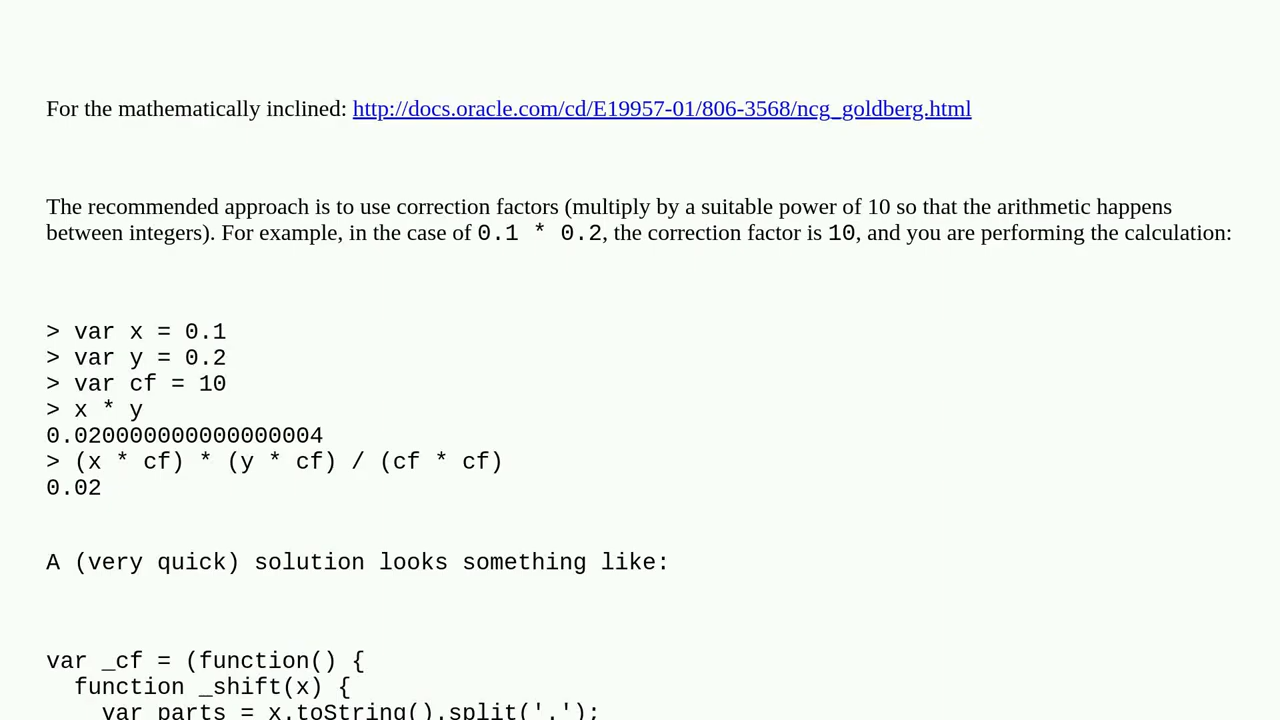 For the mathematically inclined: http://docs.oracle.com/cd/E19957-01/806-3568/ncg_goldberg.html
The recommended approach is to use correction factors (multiply by a suitable power of 10 so that the arithmetic happens
between integers). For example, in the case of 0.1 * 0.2, the correction factor is 10, and you are performing the calculation:
> var x = 0.1
> var y = 0.2
> var cf = 10
> x * y
0.020000000000000004
> (x * cf) * (y * cf) / (cf * cf)
0.02
A (very quick) solution looks something like:
var _cf = (function() {
  function _shift(x) {
    var parts = x.toString().split('.');